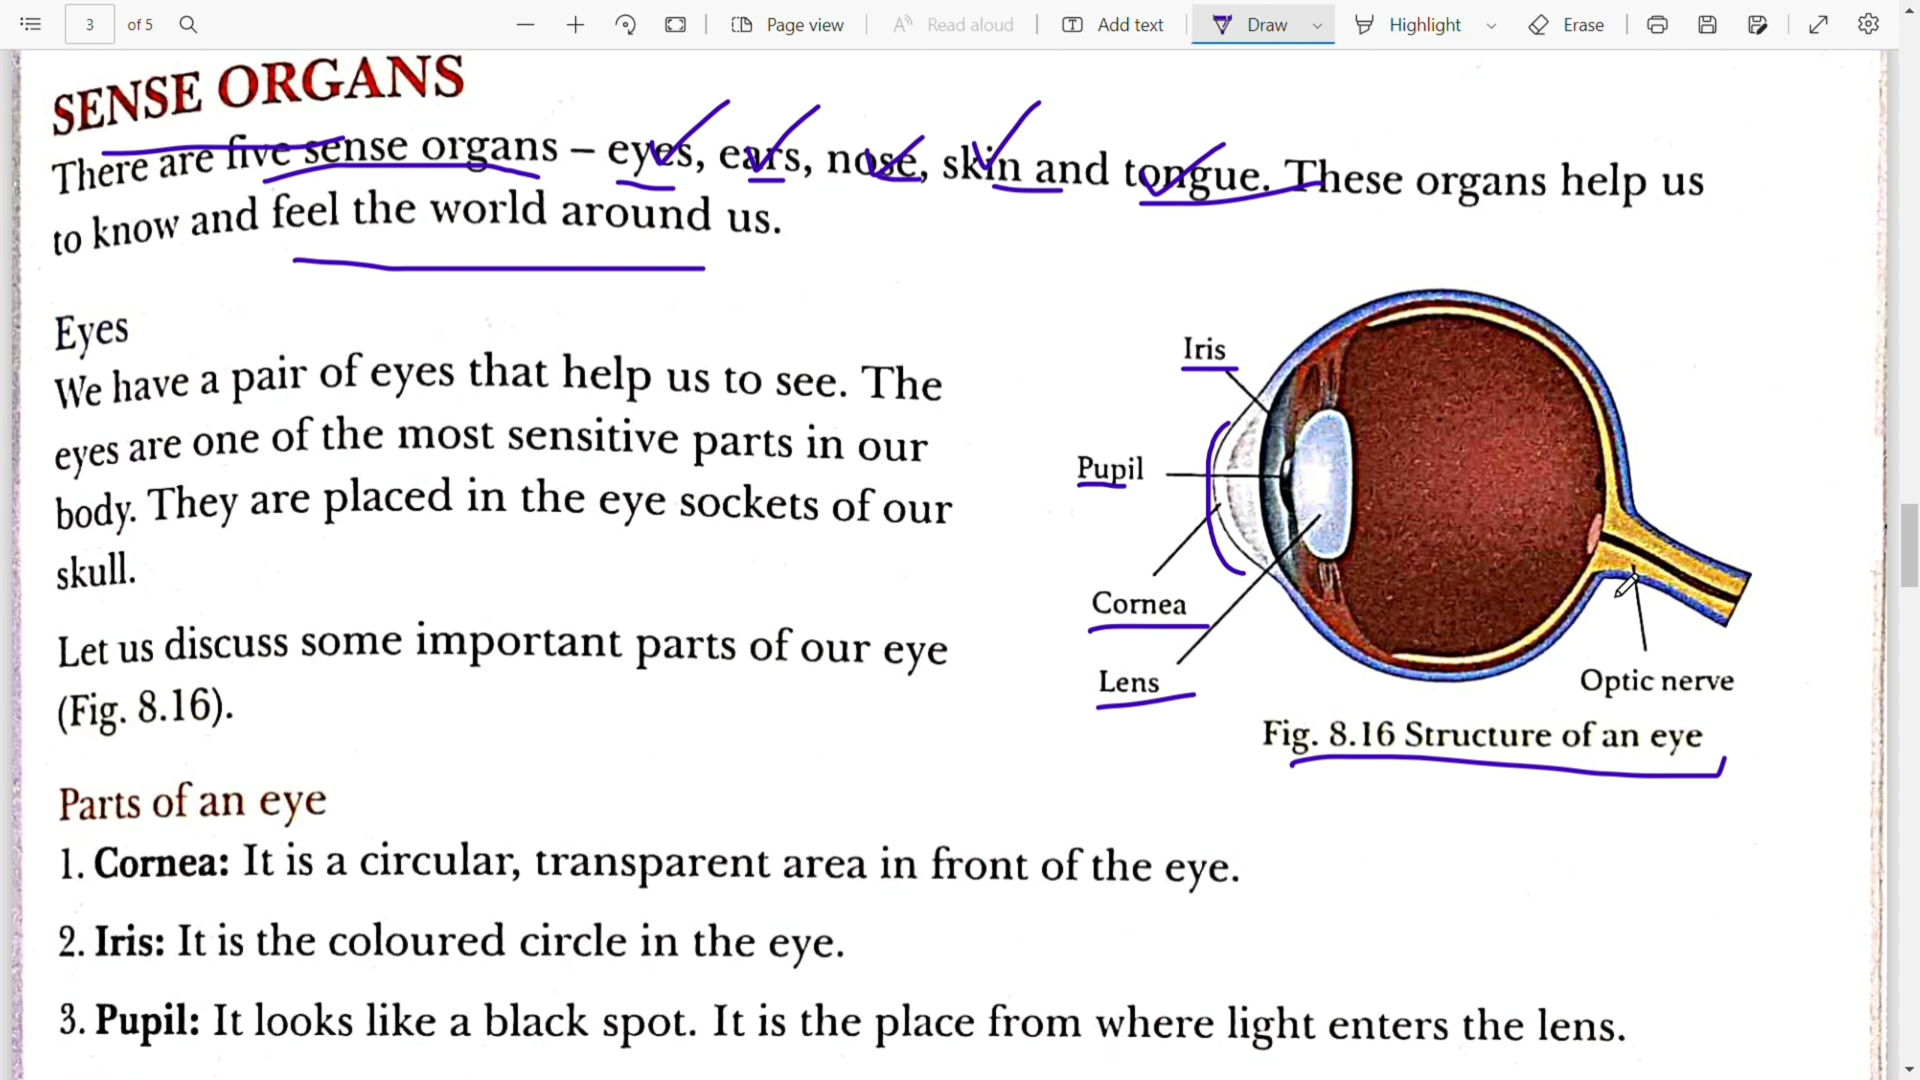 3 of 5 Page view Read aloud Add text Draw Highlight Erase
SENSE ORGANS
There are five sense organs – eyes, ears, nose, skin and tongue. These organs help us
to know and feel the world around us.
Eyes
We have a pair of eyes that help us to see. The
eyes are one of the most sensitive parts in our
body. They are placed in the eye sockets of our
skull.
Let us discuss some important parts of our eye
(Fig. 8.16).
Iris
Pupil
Cornea
Lens
Optic nerve
Fig. 8.16 Structure of an eye
Parts of an eye
1. Cornea: It is a circular, transparent area in front of the eye.
2. Iris: It is the coloured circle in the eye.
3. Pupil: It looks like a black spot. It is the place from where light enters the lens.